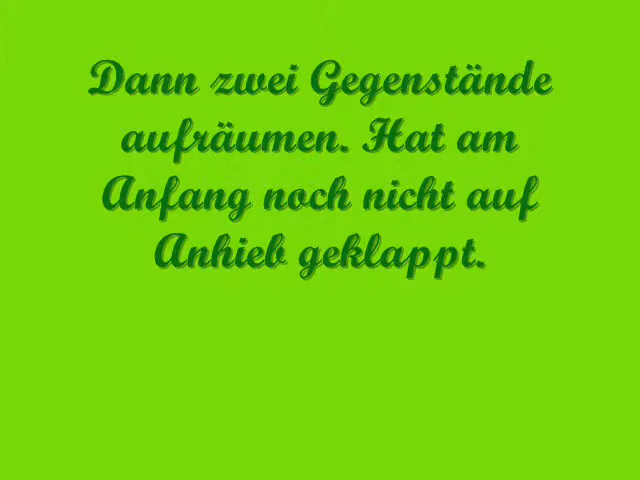 Dann zwei Gegenstände
aufräumen. Hat am
Anfang noch nicht auf
Anhieb geklappt.